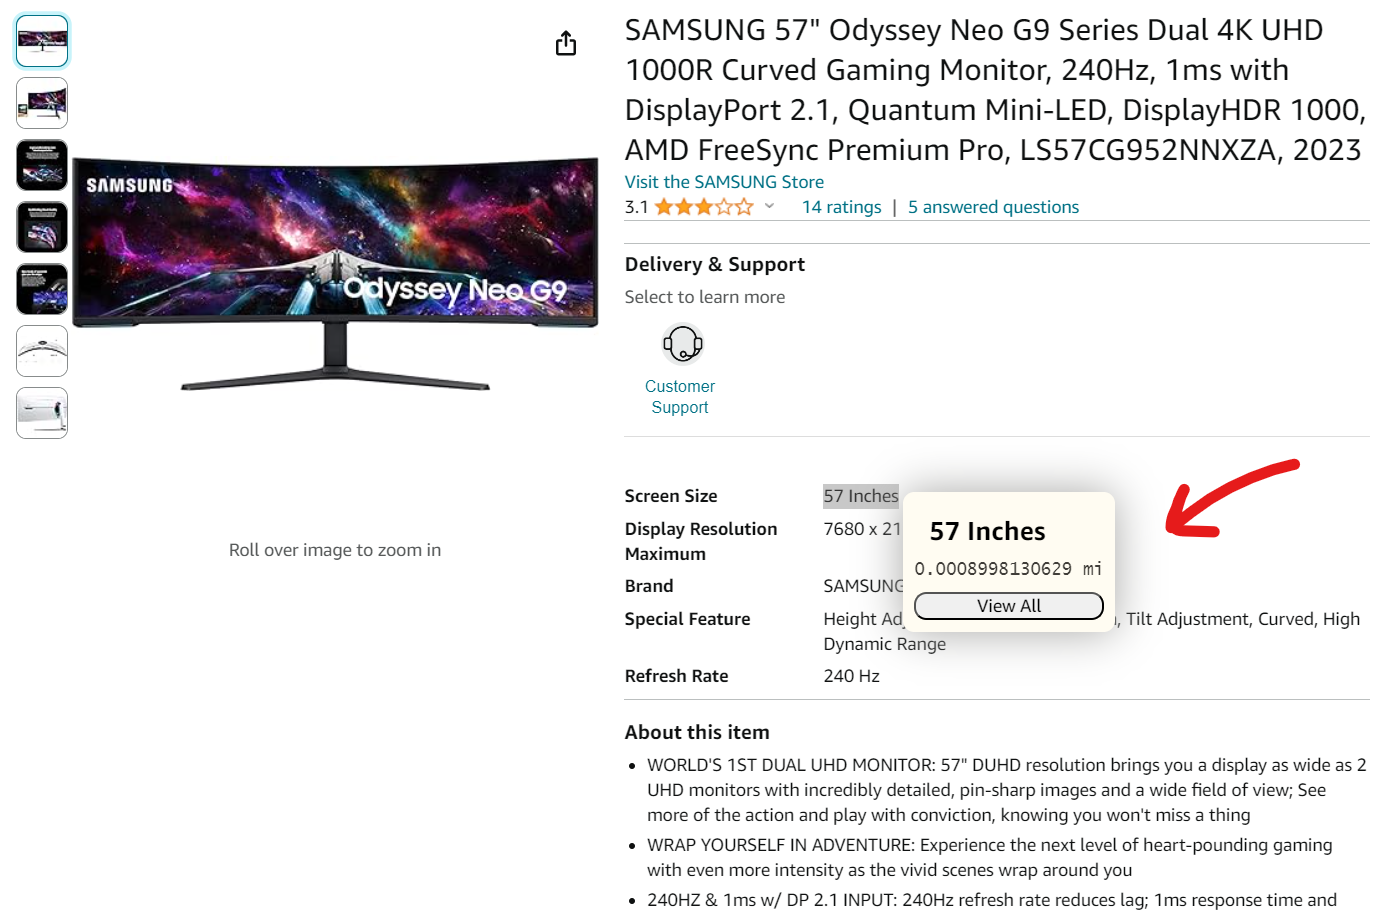 SAMSUNG 57" Odyssey Neo G9 Series Dual 4K UHD
1000R Curved Gaming Monitor, 240Hz, 1ms with
DisplayPort 2.1, Quantum Mini-LED, DisplayHDR 1000,
AMD FreeSync Premium Pro, LS57CG952NNXZA, 2023
Visit the SAMSUNG Store
3.1
14 ratings | 5 answered questions
SAMSUNG
Odyssey Neo G9
Roll over image to zoom in
Delivery & Support
Select to learn more
Customer
Support
Screen Size 57 Inches
Display Resolution 7680 x 21
Maximum
Brand SAMSUNG
Special Feature Height Ad , Tilt Adjustment, Curved, High
Dynamic Range
Refresh Rate 240 Hz
57 Inches
0.0008998130629 mi
View All
About this item
• WORLD'S 1ST DUAL UHD MONITOR: 57" DUHD resolution brings you a display as wide as 2
UHD monitors with incredibly detailed, pin-sharp images and a wide field of view; See
more of the action and play with conviction, knowing you won't miss a thing
• WRAP YOURSELF IN ADVENTURE: Experience the next level of heart-pounding gaming
with even more intensity as the vivid scenes wrap around you
• 240HZ & 1ms w/ DP 2.1 INPUT: 240Hz refresh rate reduces lag; 1ms response time and